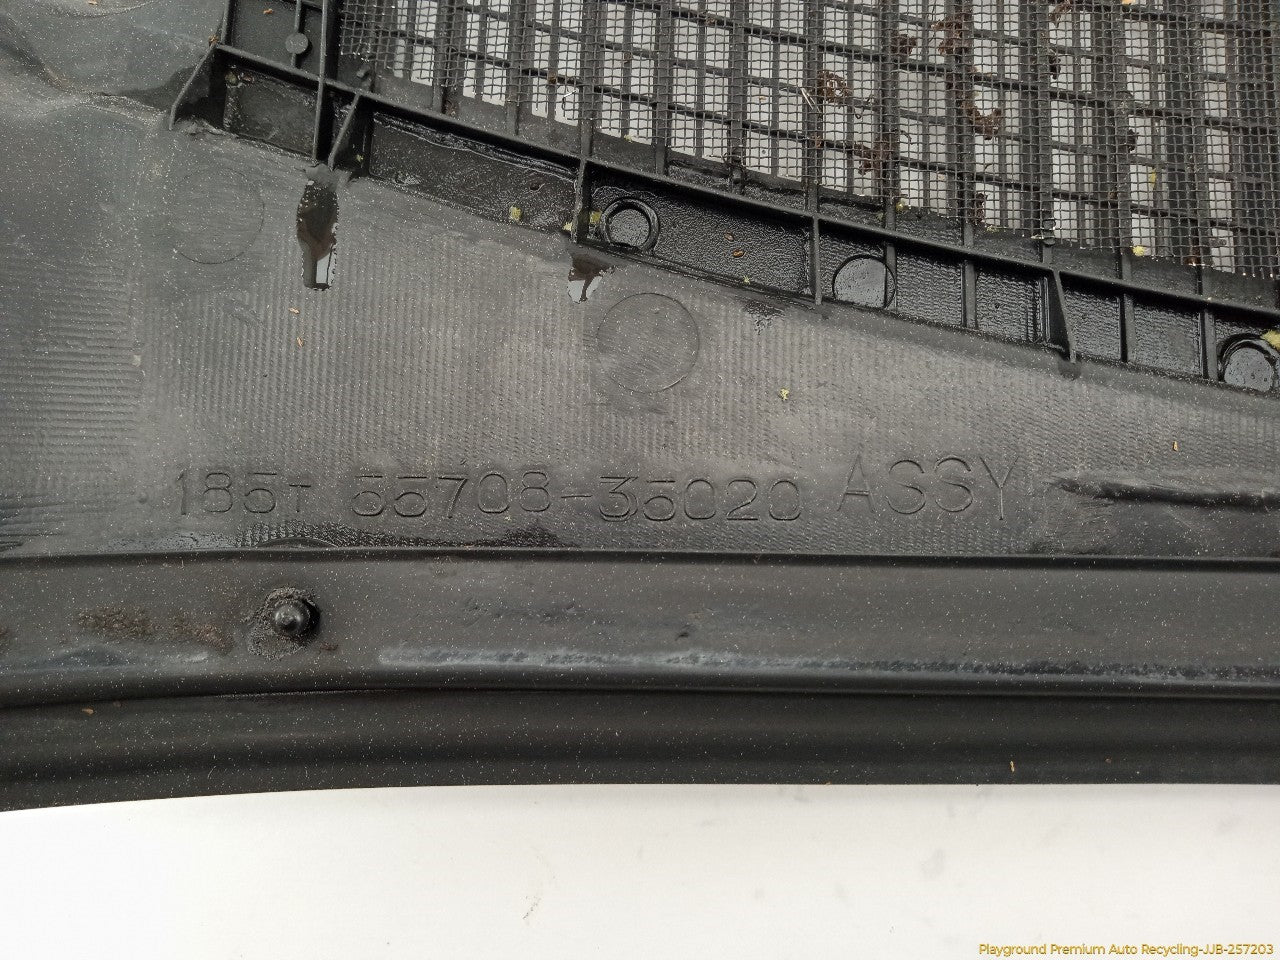 185T 55708-35020 ASSY
Playground Premium Auto Recycling-JJB-257203